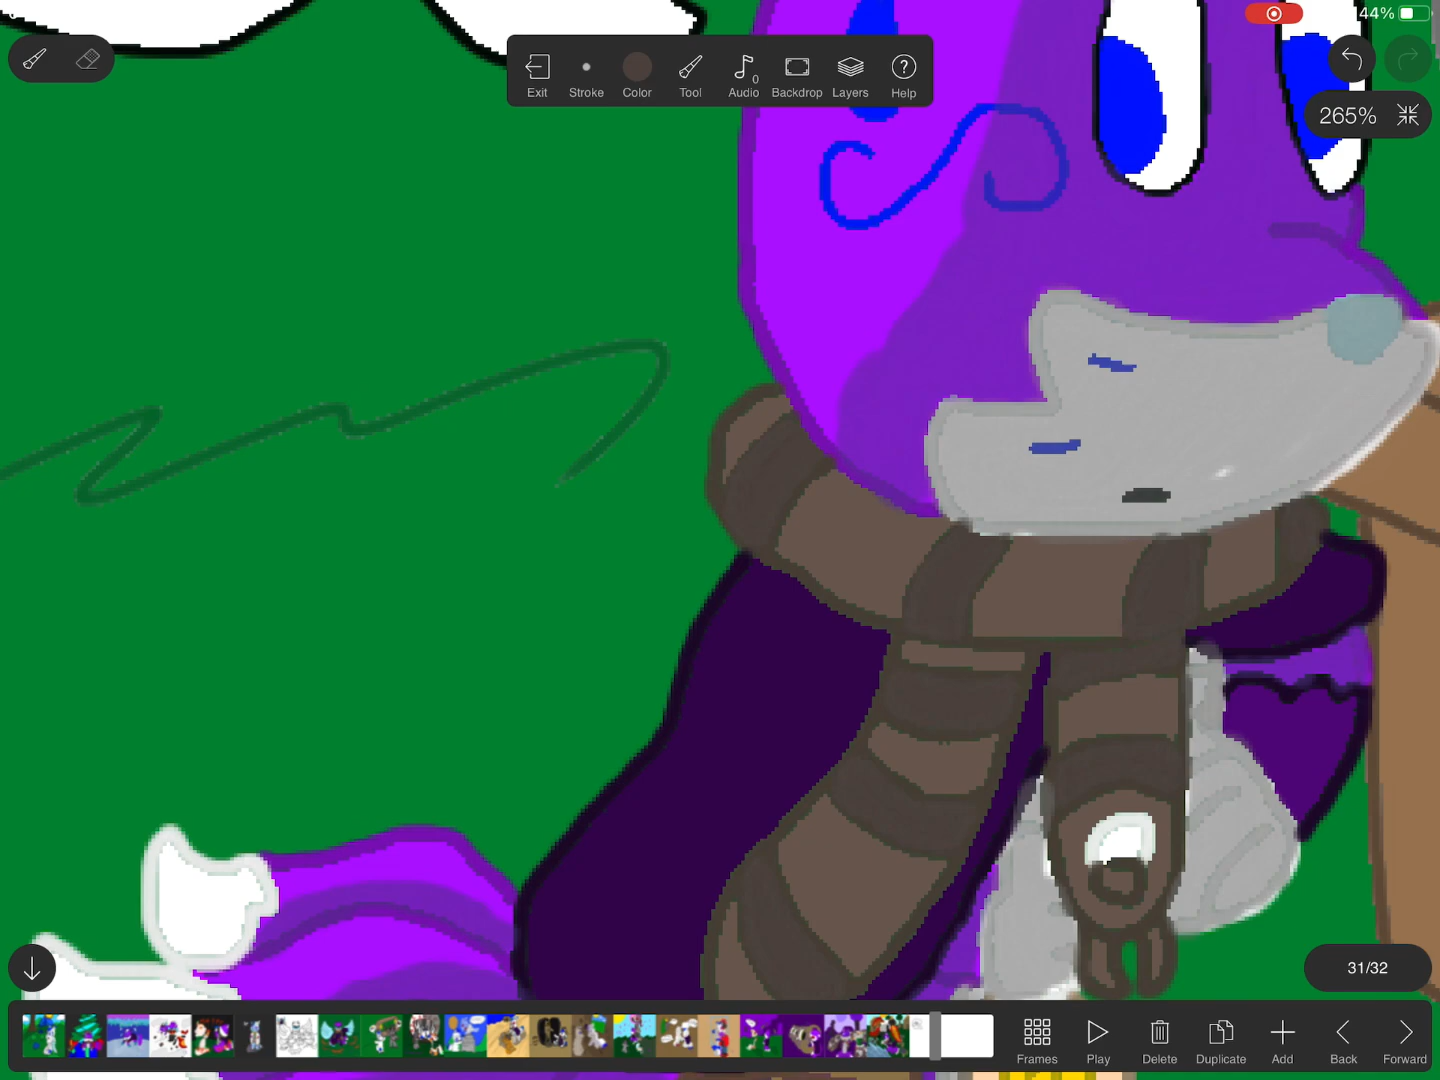 44%
Exit Stroke Color Tool Audio 0 Backdrop Layers Help
265%
31/32
Frames Play Delete Duplicate Add Back Forward